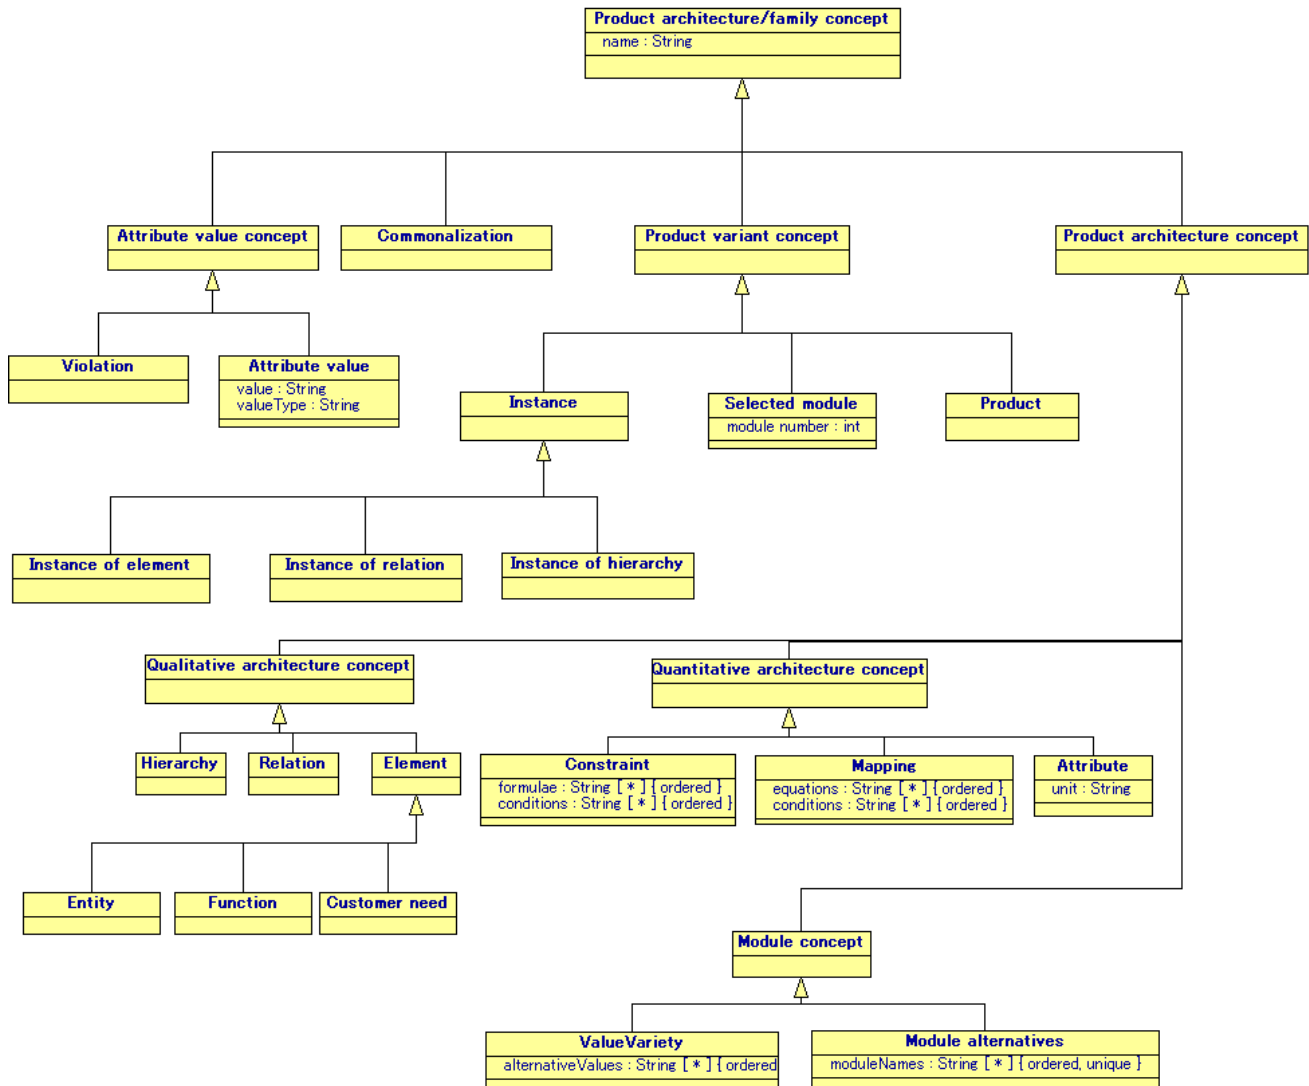 Product architecture/family concept
name : String
Attribute value concept
Commonalization
Product variant concept
Product architecture concept
Violation
Attribute value
value : String
valueType : String
Instance
Selected module
module number : int
Product
Instance of element
Instance of relation
Instance of hierarchy
Qualitative architecture concept
Quantitative architecture concept
Hierarchy
Relation
Element
Constraint
formulae : String [ * ] { ordered }
conditions : String [ * ] { ordered }
Mapping
equations : String [ * ] { ordered }
conditions : String [ * ] { ordered }
Attribute
unit : String
Entity
Function
Customer need
Module concept
ValueVariety
alternativeValues : String [ * ] { ordered
Module alternatives
moduleNames : String [ * ] { ordered, unique }